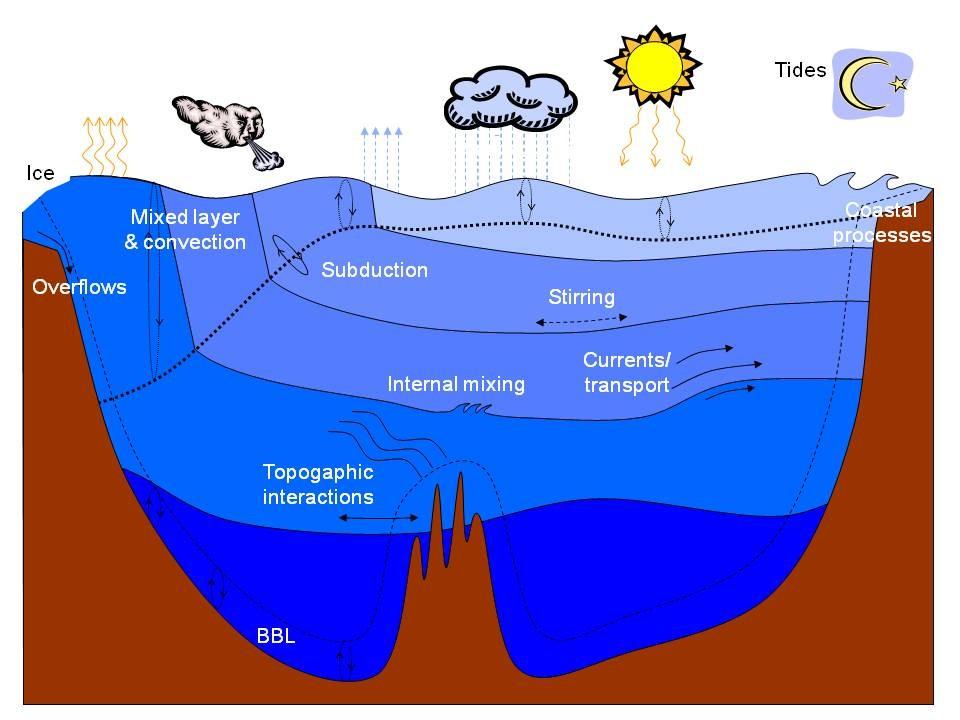 Tides
Ice
Mixed layer
& convection
Coastal
processes
Overflows
Subduction
Stirring
Currents/
transport
Internal mixing
Topogaphic
interactions
BBL